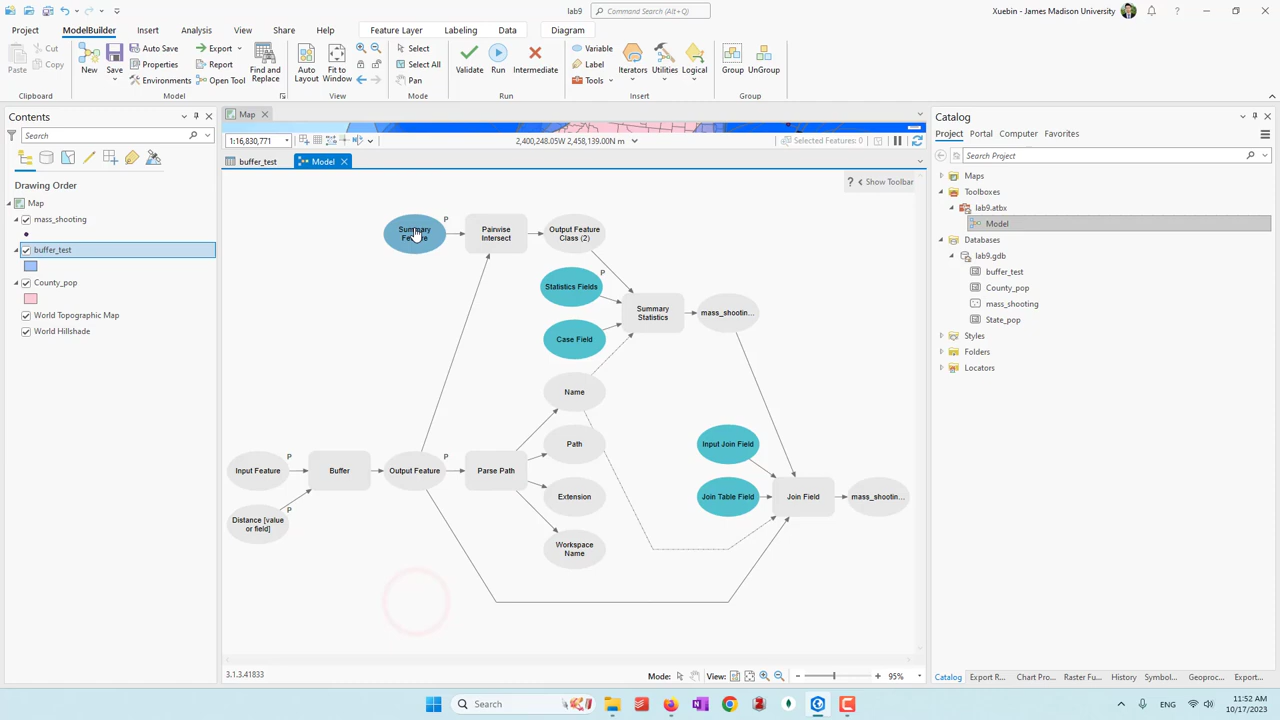 lab9
Command Search (Alt+Q)
Xuebin - James Madison University
Project
ModelBuilder
Insert
Analysis
View
Share
Help
Feature Layer
Labeling
Data
Diagram
Paste
Cut
Copy
Clipboard
New
Save
Auto Save
Properties
Environments
Export
Report
Open Tool
Find and Replace
Model
Auto Layout
Fit to Window
View
Select
Select All
Pan
Mode
Validate
Run
Intermediate
Run
Variable
Label
Tools
Iterators
Utilities
Logical
Insert
Group
UnGroup
Group
Contents
Search
Drawing Order
Map
mass_shooting
buffer_test
County_pop
World Topographic Map
World Hillshade
Map
1:16,830,771
2,400,248.05W 2,458,139.00N m
Selected Features: 0
buffer_test
Model
Show Toolbar
Summary Feature
P
Pairwise Intersect
Output Feature Class (2)
Statistics Fields
P
Summary Statistics
mass_shootin...
Case Field
Name
Path
Input Join Field
Input Feature
P
Buffer
Output Feature
P
Parse Path
Extension
Join Table Field
Join Field
mass_shootin...
Distance [value or field]
P
Workspace Name
3.1.3.41833
Mode:
View:
95%
Catalog
Project
Portal
Computer
Favorites
Search Project
Maps
Toolboxes
lab9.atbx
Model
Databases
lab9.gdb
buffer_test
County_pop
mass_shooting
State_pop
Styles
Folders
Locators
Catalog
Export R...
Chart Pro...
Raster Fu...
History
Symbol...
Geoproc...
Export...
Search
ENG
11:52 AM
10/17/2023